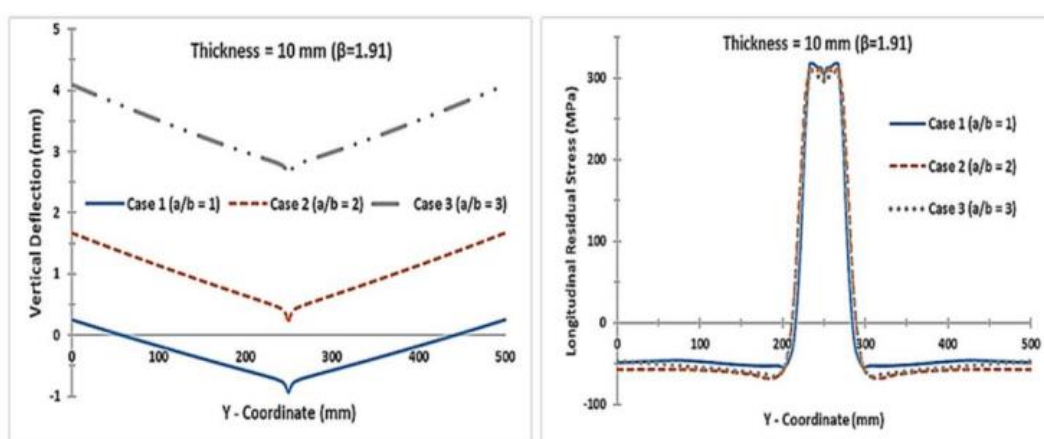 Thickness = 10 mm (β=1.91)
Vertical Deflection (mm)
5
4
3
2
1
0
-1
Case 1 (a/b = 1) Case 2 (a/b = 2) Case 3 (a/b = 3)
0 100 200 300 400 500
Y - Coordinate (mm)
Thickness = 10 mm (β=1.91)
Longitudinal Residual Stress (MPa)
300
200
100
0
-100
Case 1 (a/b = 1)
Case 2 (a/b = 2)
Case 3 (a/b = 3)
0 100 200 300 400 500
Y - Coordinate (mm)